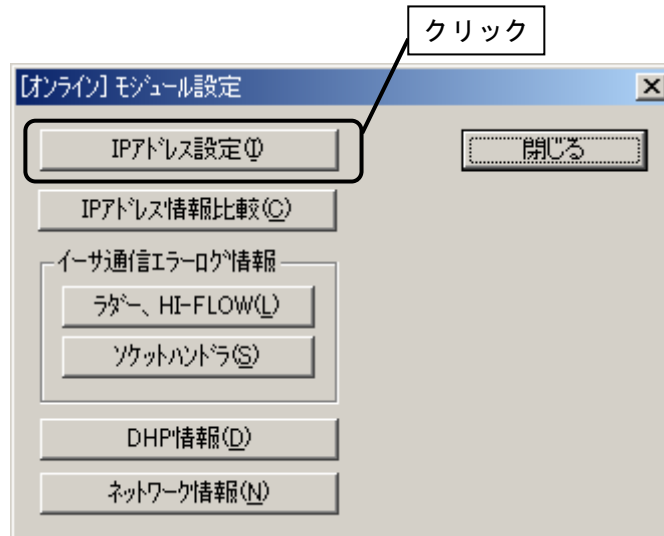 クリック
[オンライン] モジュール設定
IPアドレス設定(I)
閉じる
IPアドレス情報比較(C)
イーサ通信エラーログ情報
ラダー、HI-FLOW(L)
ソケットハンドラ(S)
DHP情報(D)
ネットワーク情報(N)